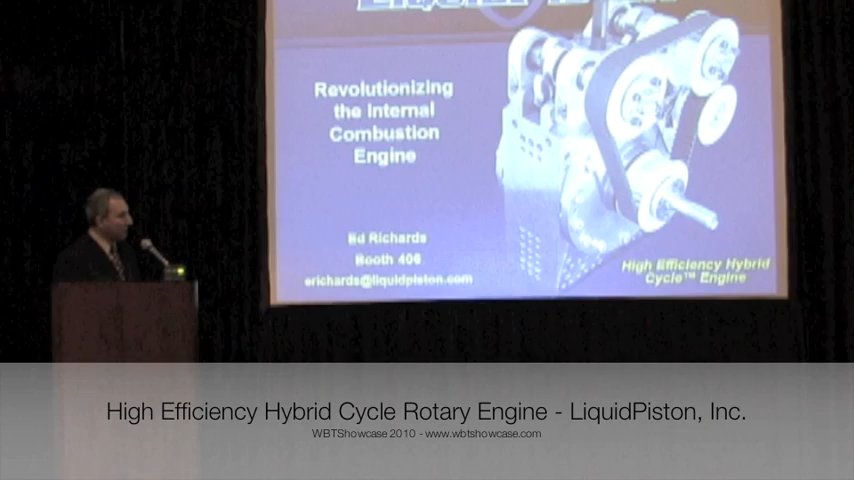 Revolutionizing
the Internal
Combustion
Engine
Ed Richards
Booth 406
erichards@liquidpiston.com
High Efficiency Hybrid
Cycle™ Engine
High Efficiency Hybrid Cycle Rotary Engine - LiquidPiston, Inc.
WBTShowcase 2010 - www.wbtshowcase.com